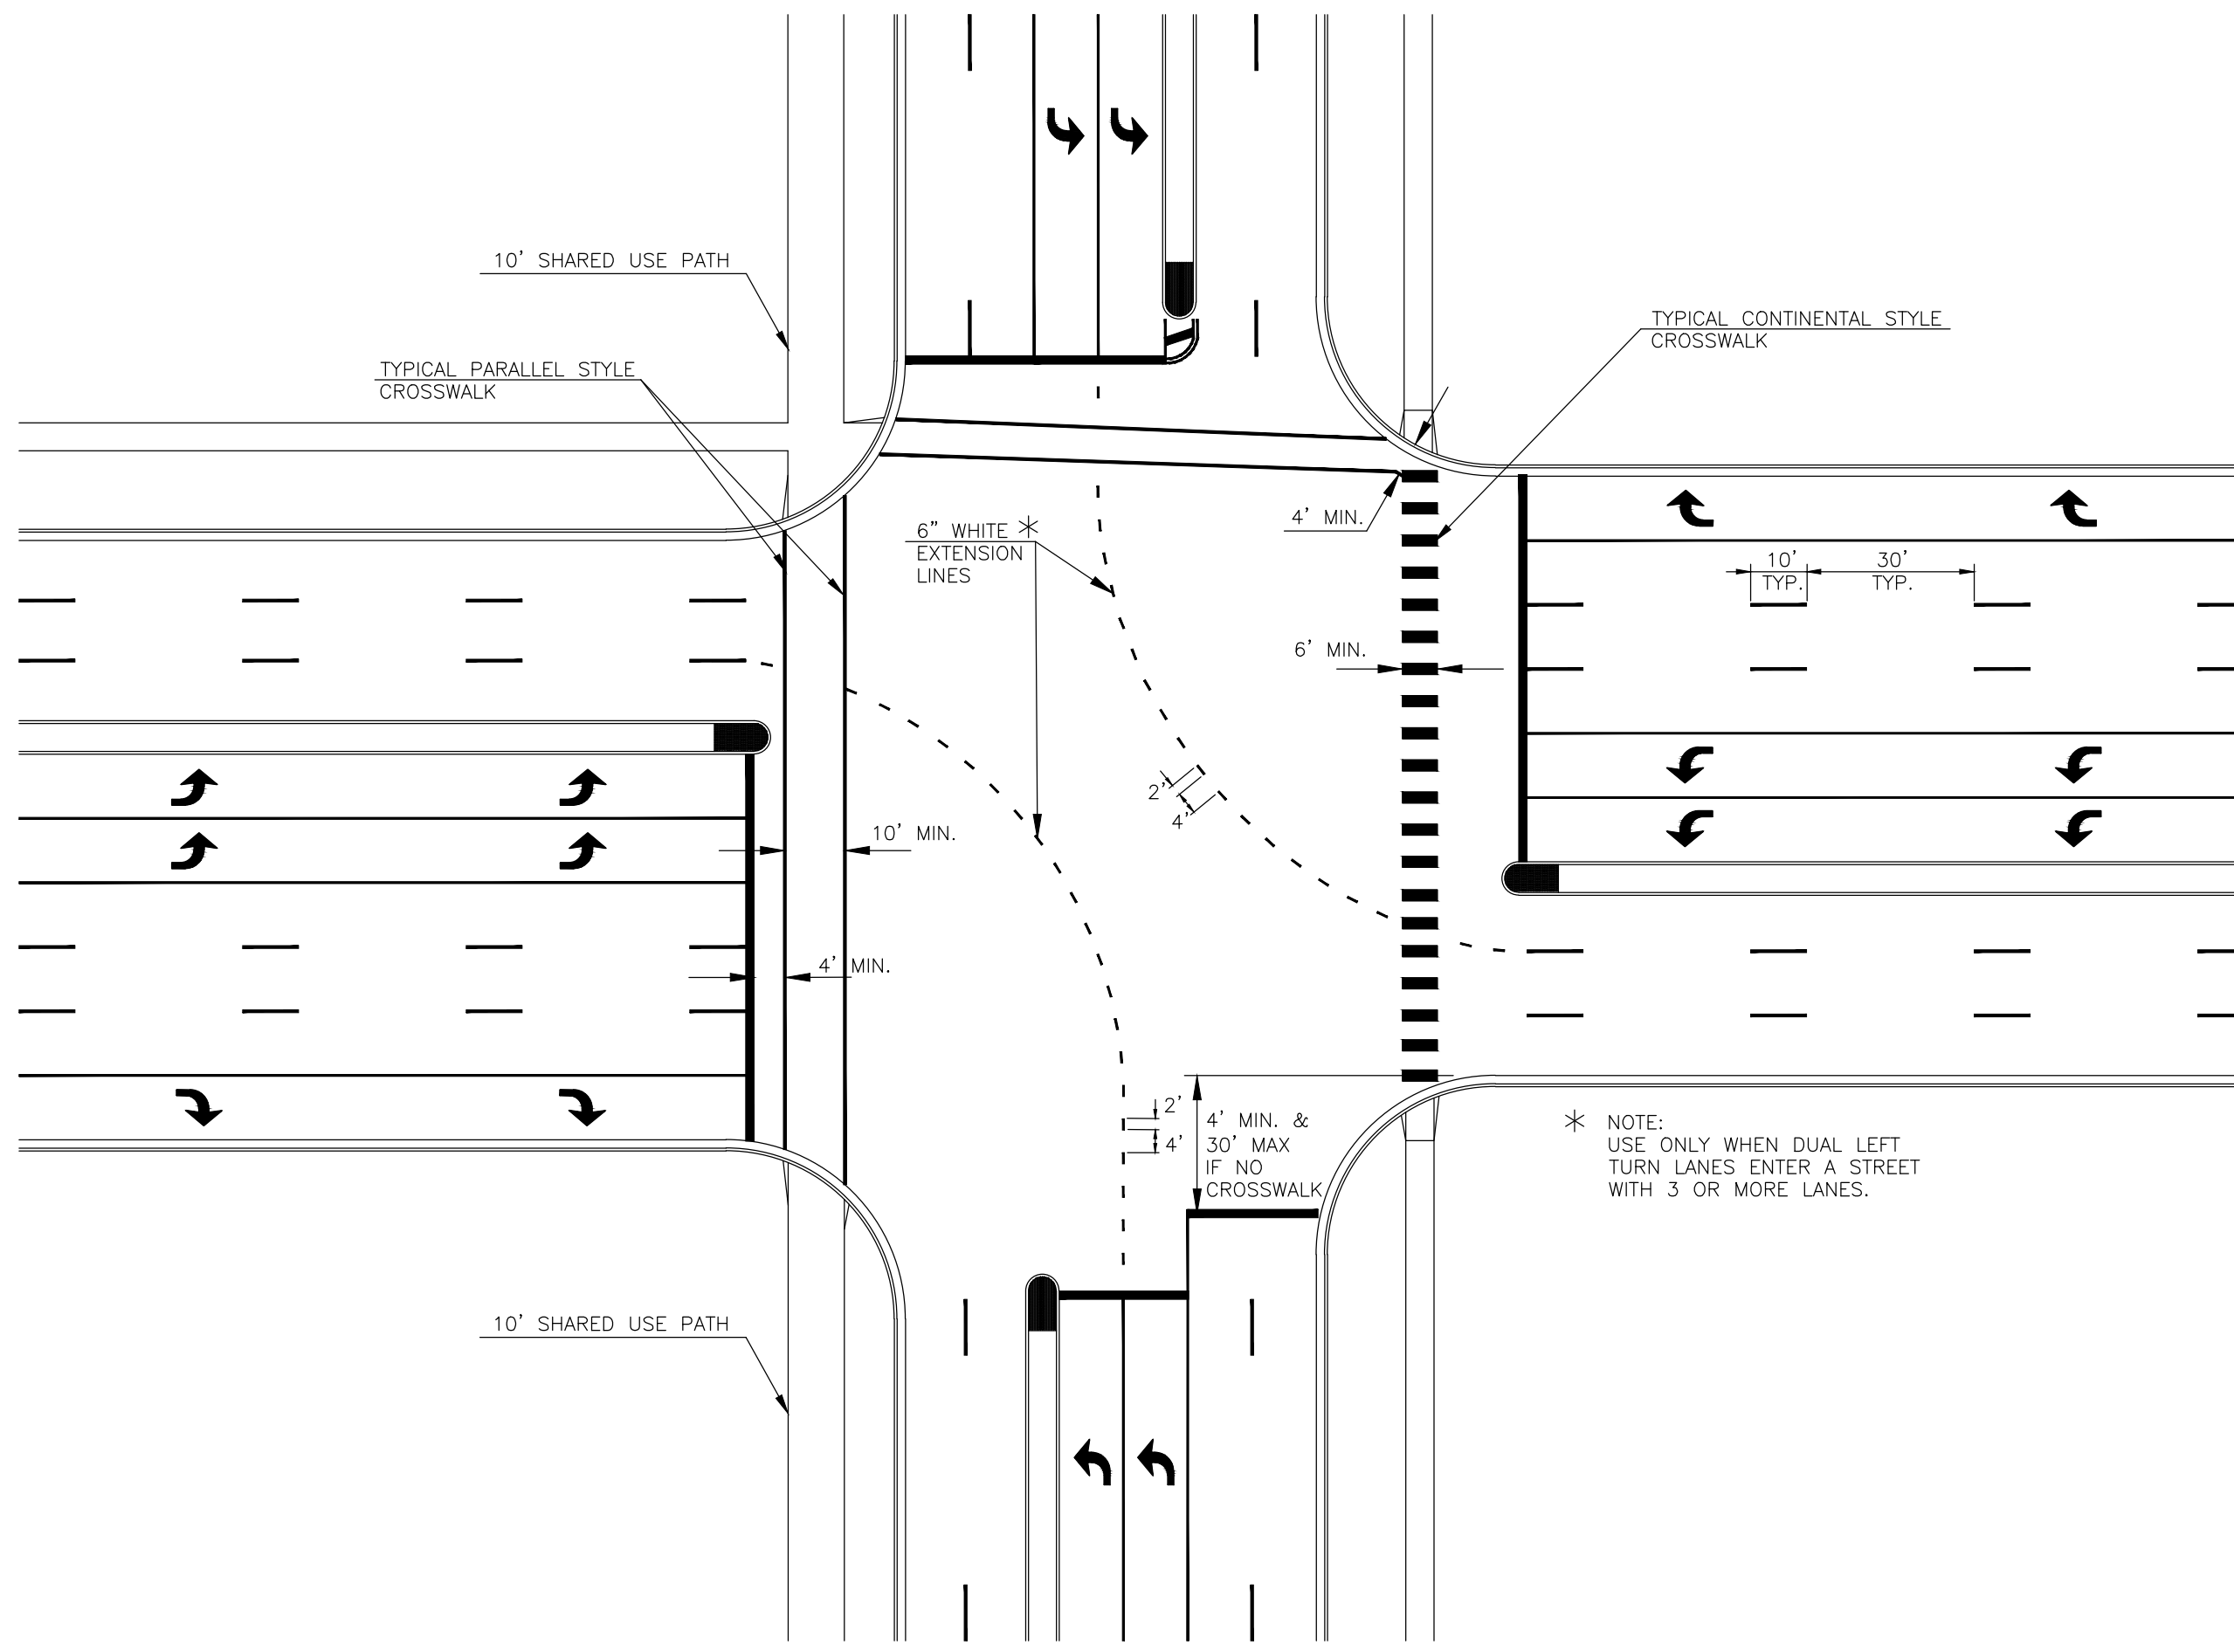 10' SHARED USE PATH
TYPICAL CONTINENTAL STYLE
CROSSWALK
TYPICAL PARALLEL STYLE
CROSSWALK
4' MIN.
6" WHITE *
EXTENSION
LINES
10'
TYP.
30'
TYP.
6' MIN.
2'
4'
10' MIN.
4' MIN.
2'
4'
4' MIN. &
30' MAX
IF NO
CROSSWALK
* NOTE:
USE ONLY WHEN DUAL LEFT
TURN LANES ENTER A STREET
WITH 3 OR MORE LANES.
10' SHARED USE PATH